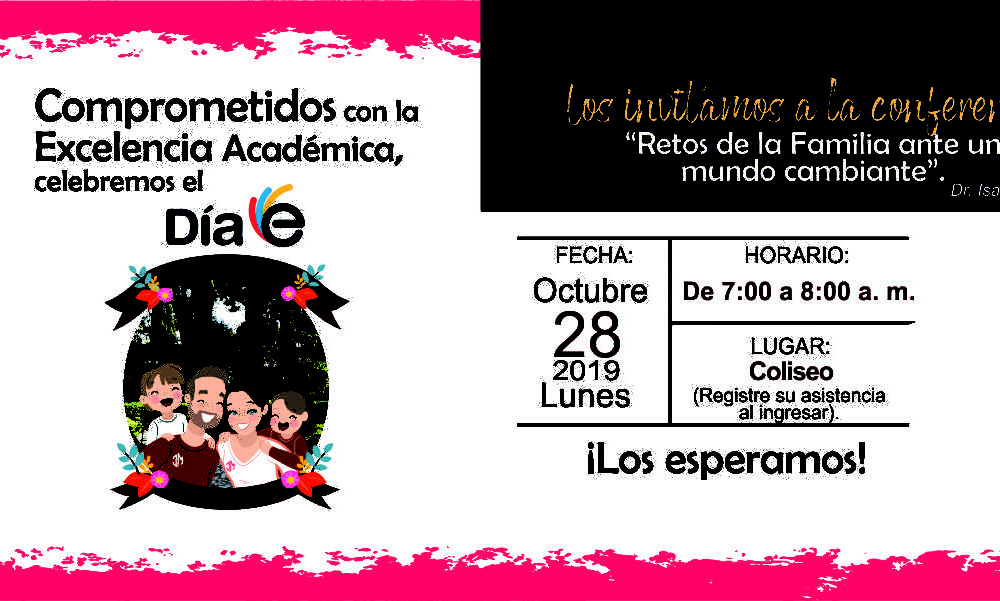 Comprometidos con la
Excelencia Académica,
celebremos el
Día e
Los invitamos a la conferen
“Retos de la Familia ante un
mundo cambiante”.
Dr. Isa
FECHA:
Octubre
28
2019
Lunes
HORARIO:
De 7:00 a 8:00 a. m.
LUGAR:
Coliseo
(Registre su asistencia
al ingresar).
¡Los esperamos!